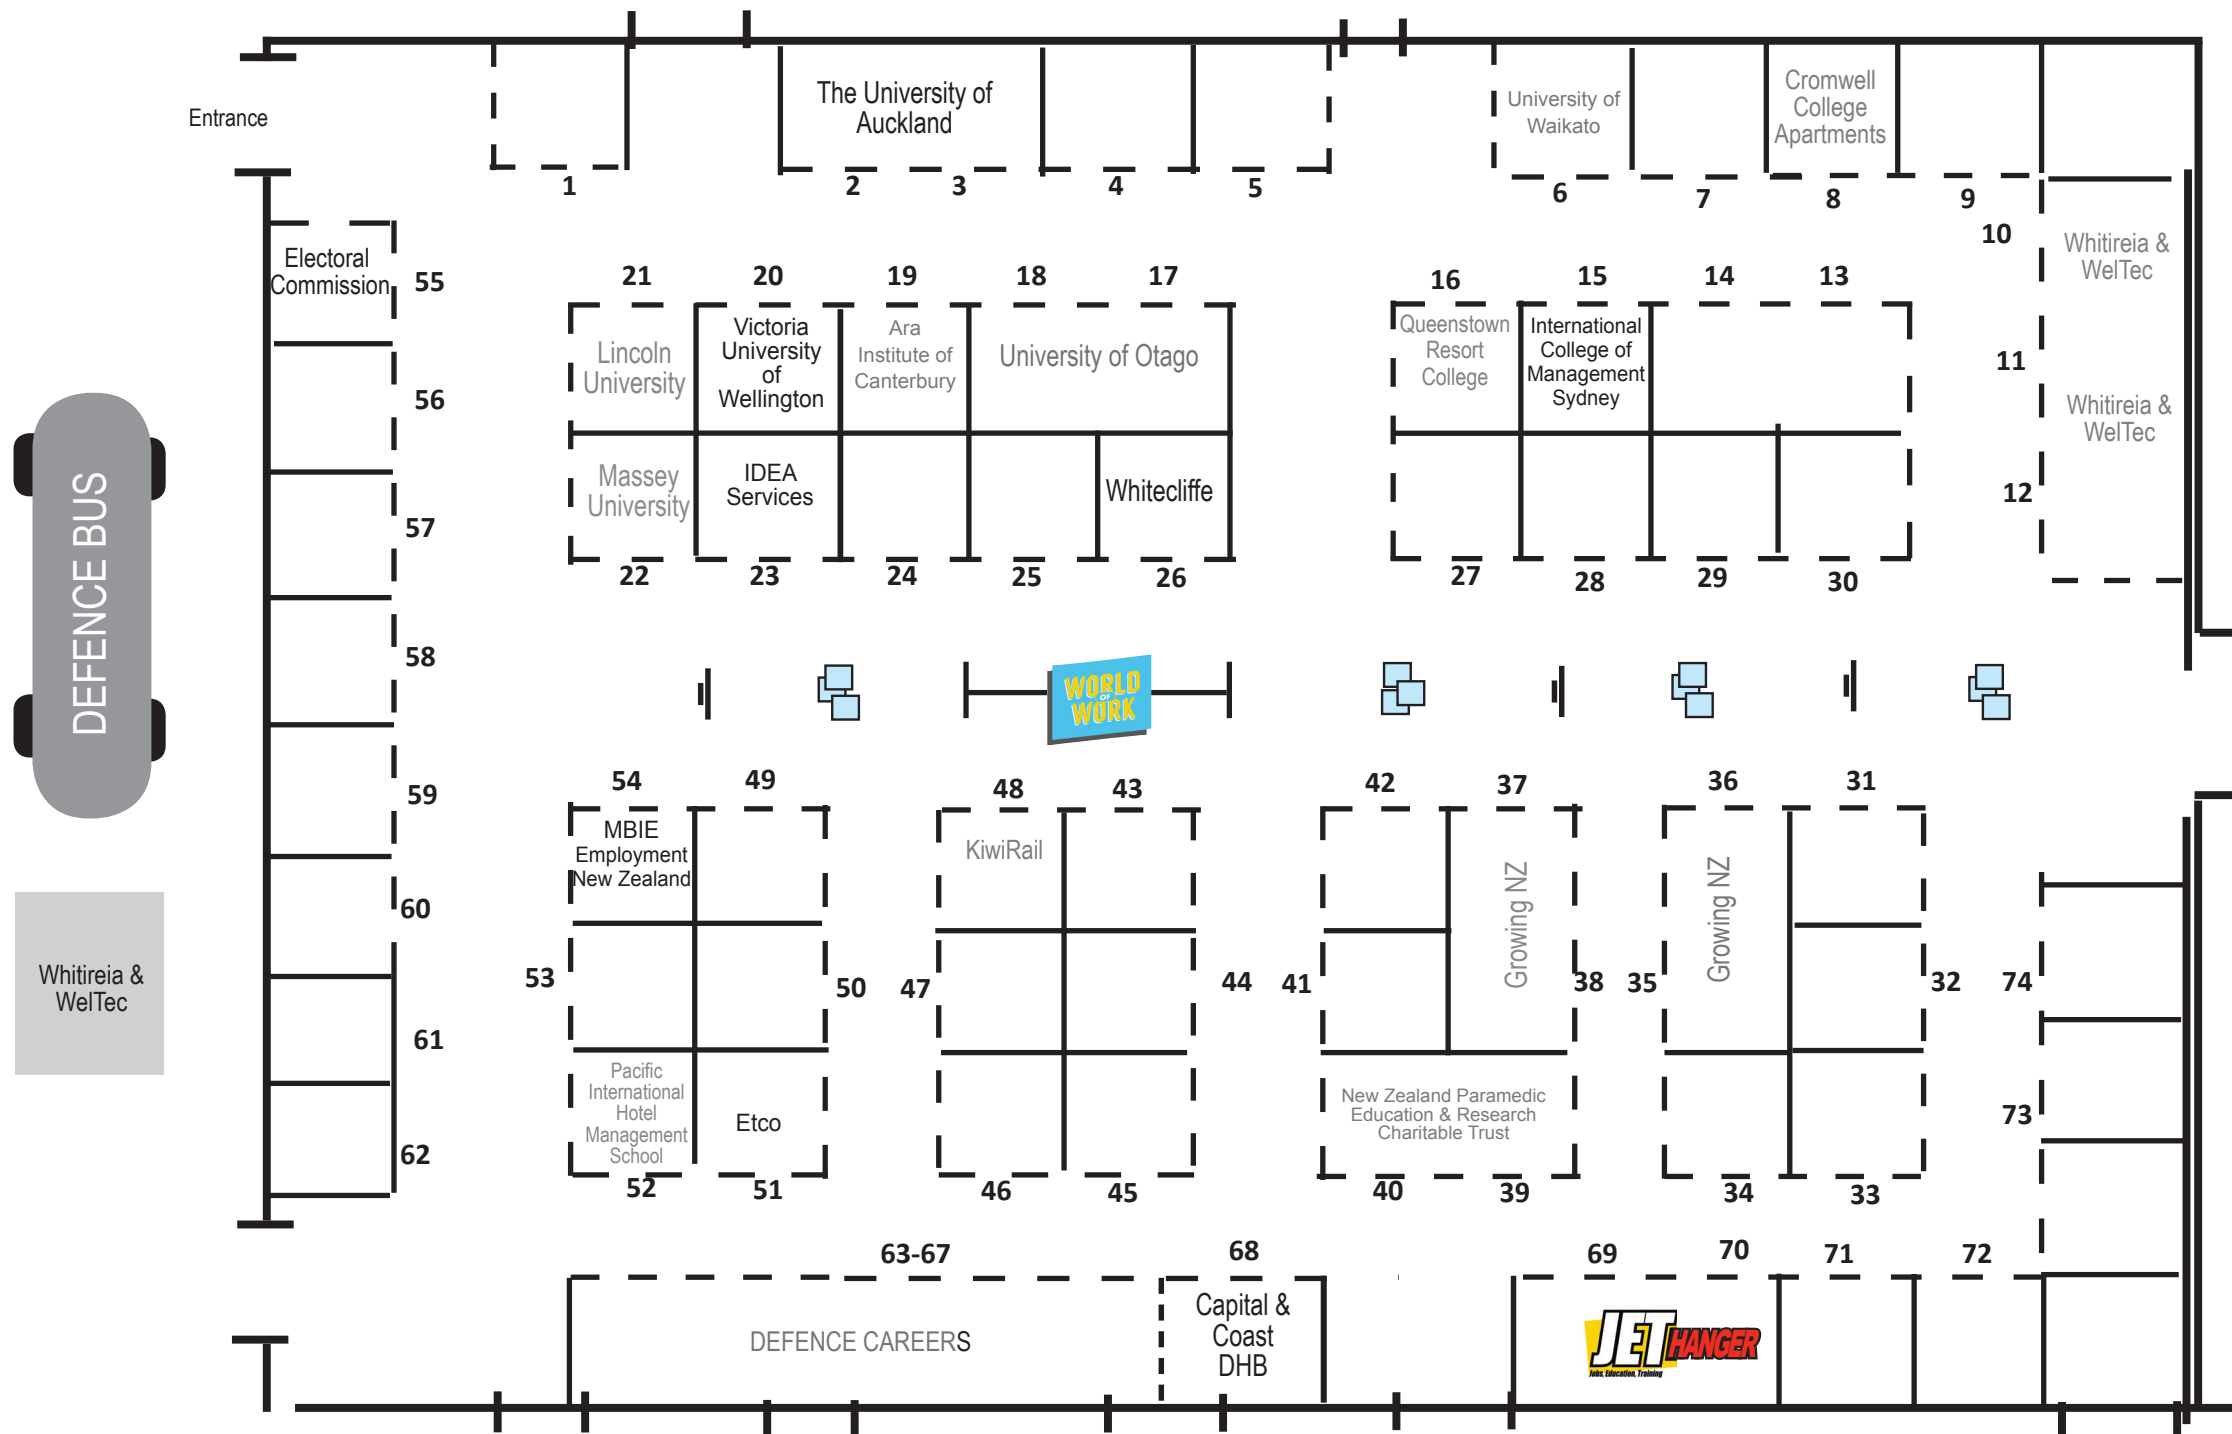 Entrance
The University of
Auckland
University of
Waikato
Cromwell
College
Apartments
1
2
3
4
5
6
7
8
9
10
Whitireia &
WelTec
11
Whitireia &
WelTec
12
Electoral
Commission
55
56
57
58
59
60
61
62
21
20
19
18
17
Lincoln
University
Victoria
University
of
Wellington
Ara
Institute of
Canterbury
University of Otago
Massey
University
IDEA
Services
Whitecliffe
22
23
24
25
26
16
15
14
13
Queenstown
Resort
College
International
College of
Management
Sydney
27
28
29
30
DEFENCE BUS
WORLD
OF
WORK
Whitireia &
WelTec
54
49
MBIE
Employment
New Zealand
53
50
Pacific
International
Hotel
Management
School
Etco
52
51
48
43
KiwiRail
47
44
46
45
42
37
Growing NZ
41
38
New Zealand Paramedic
Education & Research
Charitable Trust
40
39
36
31
Growing NZ
35
32
34
33
74
73
63-67
68
69
70
71
72
DEFENCE CAREERS
Capital &
Coast
DHB
JET HANGER
Jobs, Education, Training